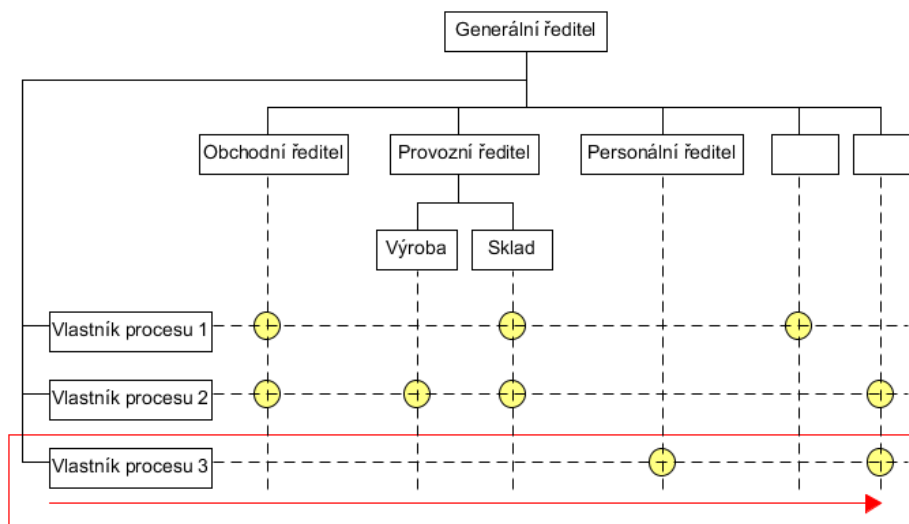 Generální ředitel
Obchodní ředitel
Provozní ředitel
Personální ředitel
Výroba
Sklad
Vlastník procesu 1
Vlastník procesu 2
Vlastník procesu 3